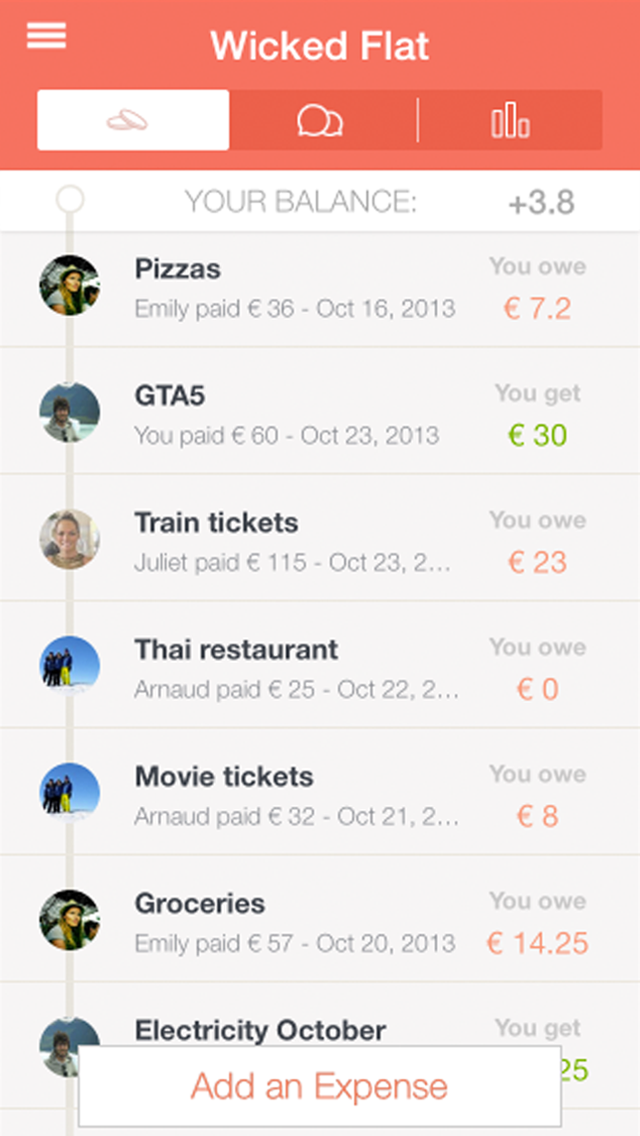 Wicked Flat
YOUR BALANCE: +3.8
Pizzas You owe
Emily paid € 36 - Oct 16, 2013 € 7.2
GTA5 You get
You paid € 60 - Oct 23, 2013 € 30
Train tickets You owe
Juliet paid € 115 - Oct 23, 2... € 23
Thai restaurant You owe
Arnaud paid € 25 - Oct 22, 2... € 0
Movie tickets You owe
Arnaud paid € 32 - Oct 21, 2... € 8
Groceries You owe
Emily paid € 57 - Oct 20, 2013 € 14.25
Electricity October You get
25
Add an Expense